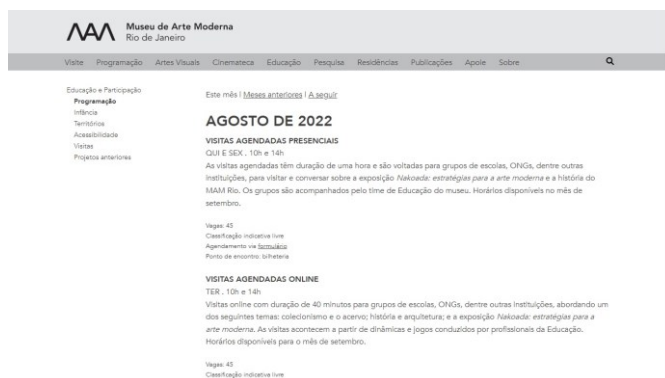 Museu de Arte Moderna
Rio de Janeiro
Visite Programação Artes Visuais Cinemateca Educação Pesquisa Residências Publicações Apoie Sobre
Educação e Participação
Programação
Infância
Territórios
Acessibilidade
Visitas
Projetos anteriores
Este mês | Meses anteriores | A seguir
AGOSTO DE 2022
VISITAS AGENDADAS PRESENCIAIS
QUI E SEX . 10h e 14h
As visitas agendadas têm duração de uma hora e são voltadas para grupos de escolas, ONGs, dentre outras
instituições, para visitar e conversar sobre a exposição Nakoada: estratégias para a arte moderna e a história do
MAM Rio. Os grupos são acompanhados pelo time de Educação do museu. Horários disponíveis no mês de
setembro.
Vagas: 45
Classificação indicativa livre
Agendamento via formulário
Ponto de encontro: bilheteria
VISITAS AGENDADAS ONLINE
TER . 10h e 14h
Visitas online com duração de 40 minutos para grupos de escolas, ONGs, dentre outras instituições, abordando um
dos seguintes temas: colecionismo e o acervo; história e arquitetura; e a exposição Nakoada: estratégias para a
arte moderna. As visitas acontecem a partir de dinâmicas e jogos conduzidos por profissionais da Educação.
Horários disponíveis para o mês de setembro.
Vagas: 45
Classificação indicativa livre